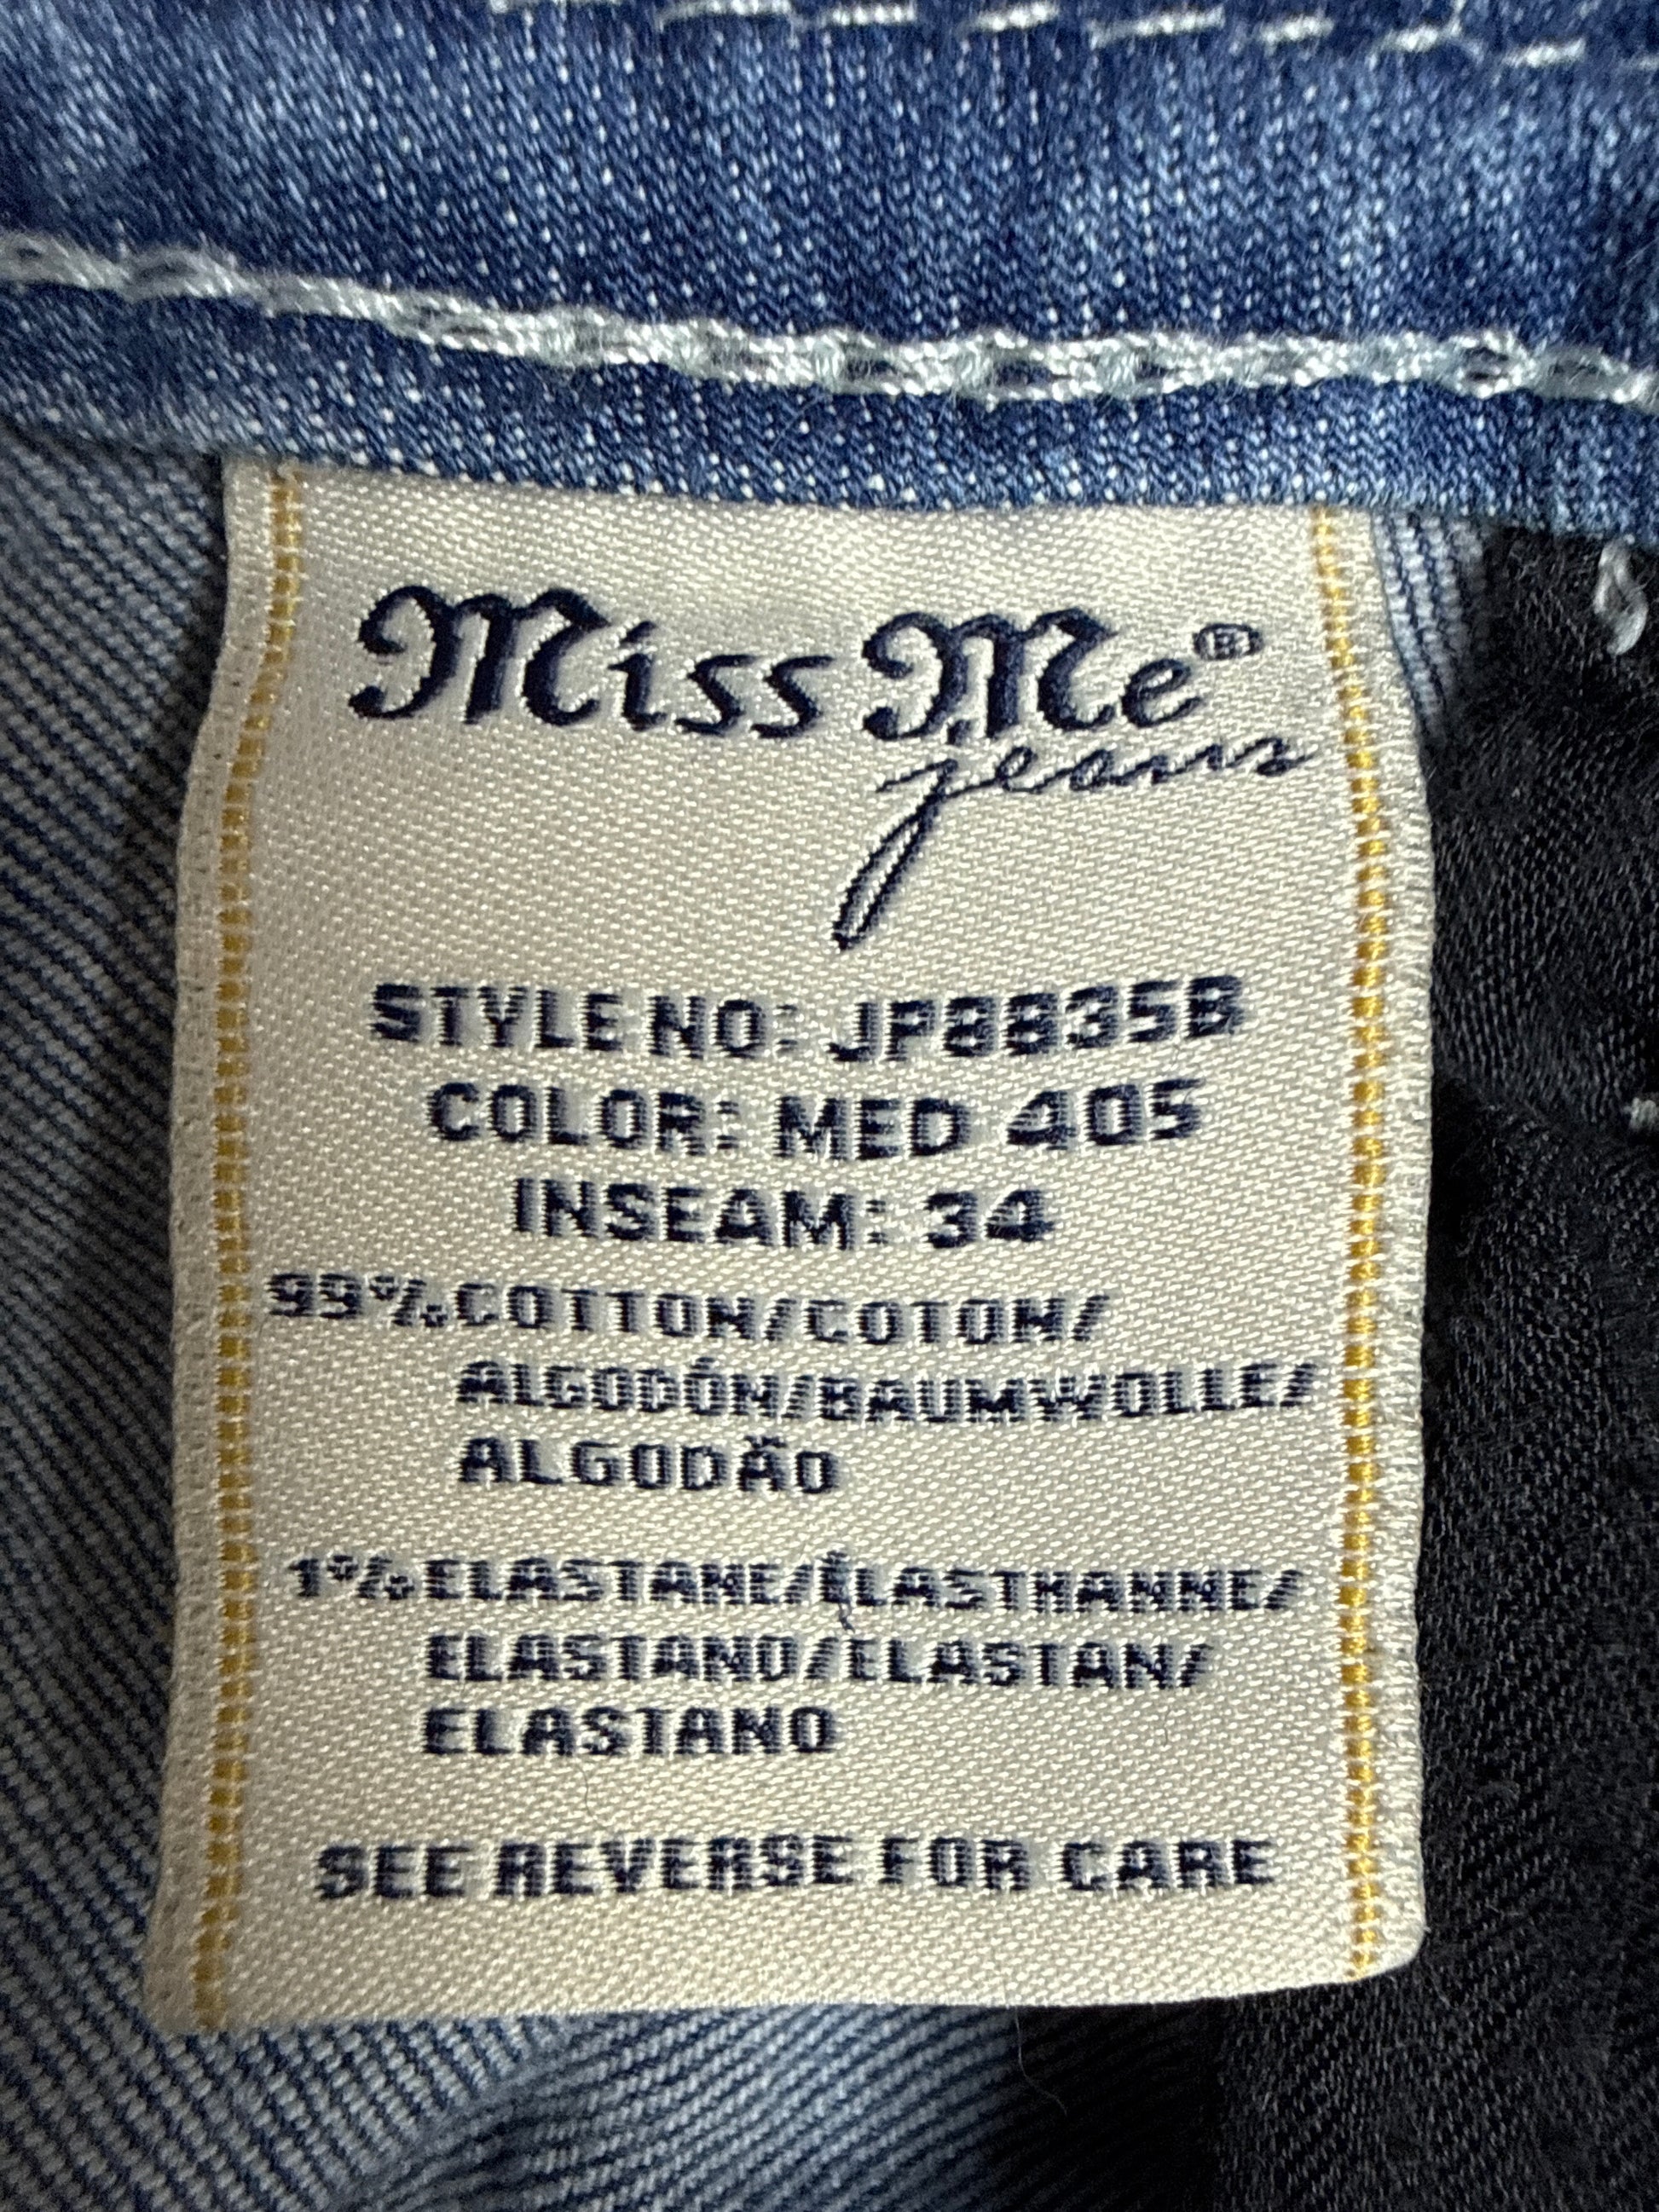 Miss Me®
jeans
STYLE NO: JP8835B
COLOR: MED 405
INSEAM: 34
99% COTTON/COTON/
ALGODÓN/BAUMWOLLE/
ALGODÃO
1% ELASTANE/ÉLASTHANNE/
ELASTANO/ELASTAN/
ELASTANO
SEE REVERSE FOR CARE